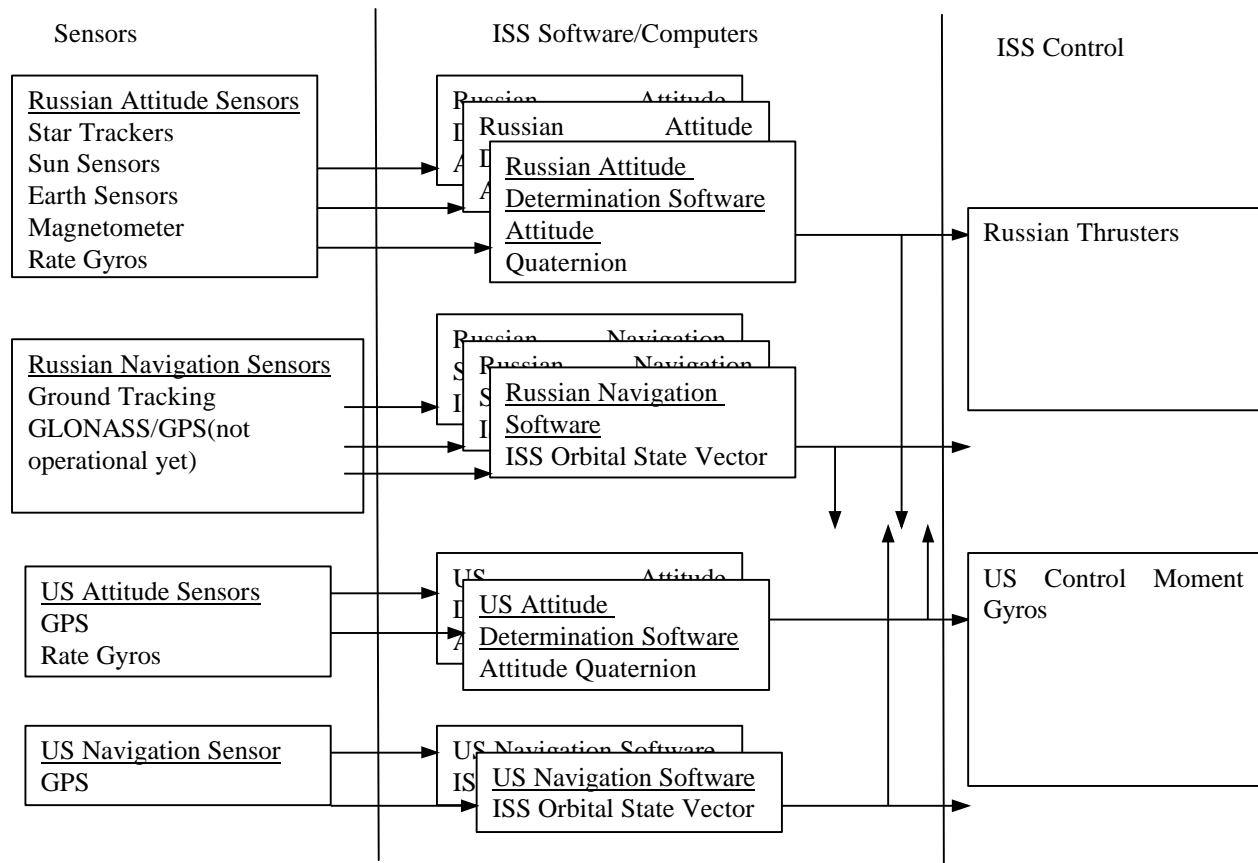 Sensors
ISS Software/Computers
ISS Control
Russian Attitude Sensors
Star Trackers
Sun Sensors
Earth Sensors
Magnetometer
Rate Gyros
Russian Attitude
Russian Attitude
Russian Attitude
Determination Software
Attitude
Quaternion
Russian Thrusters
Russian Navigation Sensors
Ground Tracking
GLONASS/GPS(not
operational yet)
Russian Navigation
Russian Navigation
Russian Navigation
Software
ISS Orbital State Vector
US Attitude Sensors
GPS
Rate Gyros
US Attitude
US Attitude
Determination Software
Attitude Quaternion
US Control Moment
Gyros
US Navigation Sensor
GPS
US Navigation Software
US Navigation Software
ISS Orbital State Vector